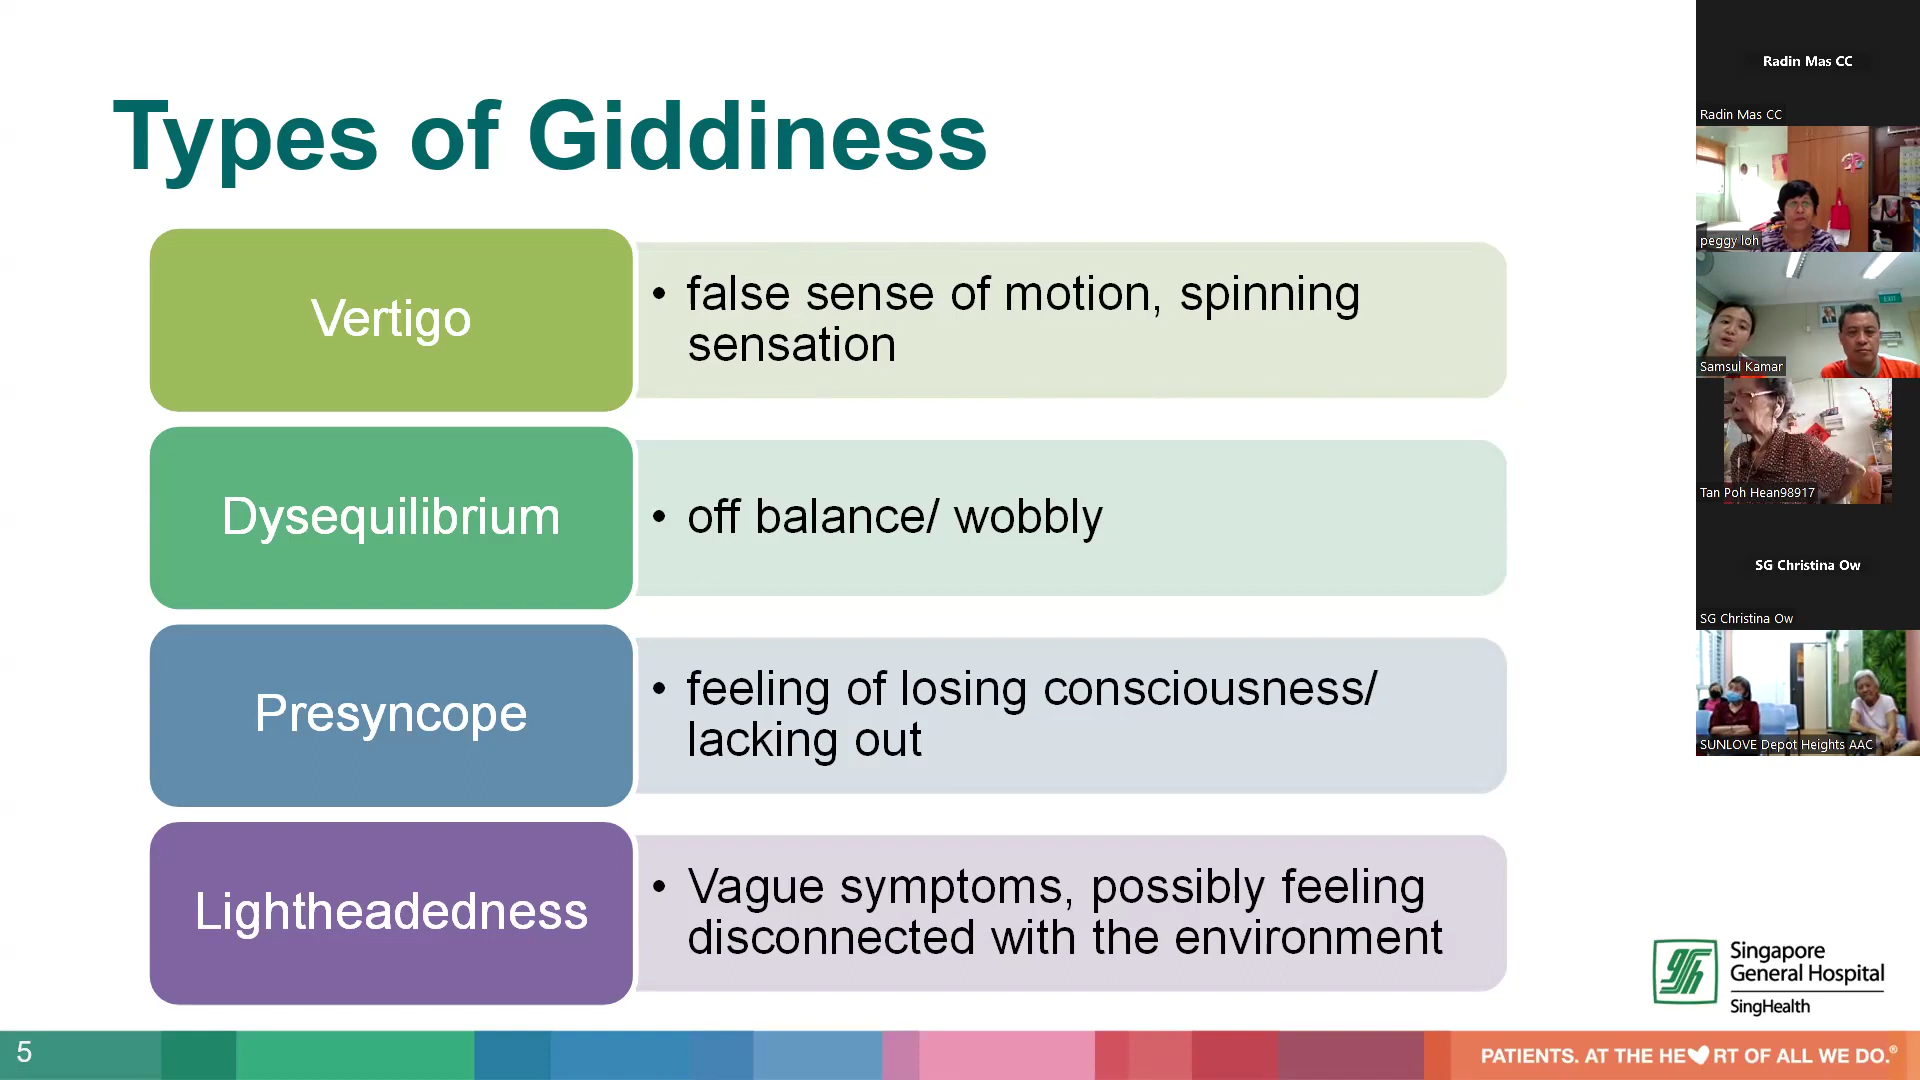 Types of Giddiness
Vertigo
• false sense of motion, spinning
sensation
Dysequilibrium
• off balance/ wobbly
Presyncope
• feeling of losing consciousness/
lacking out
Lightheadedness
• Vague symptoms, possibly feeling
disconnected with the environment
Singapore
General Hospital
SingHealth
5
PATIENTS. AT THE HE❤RT OF ALL WE DO.®
Radin Mas CC
Radin Mas CC
peggy loh
EXIT
Samsul Kamar
Tan Poh Hean98917
SG Christina Ow
SG Christina Ow
SUNLOVE Depot Heights AAC